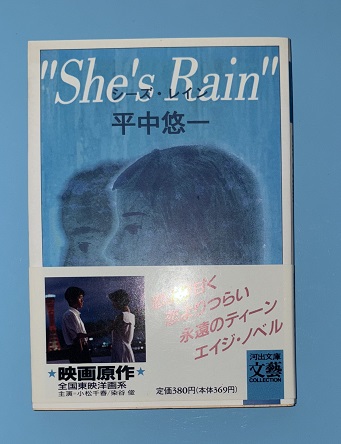 "She's Rain"
シーズ・レイン
平中悠一
永遠のティーン
エイジ・ノベル
★映画原作★
全国東映洋画系
主演・小松千春/染谷俊
定価380円(本体369円)
河出文庫
文藝
COLLECTION